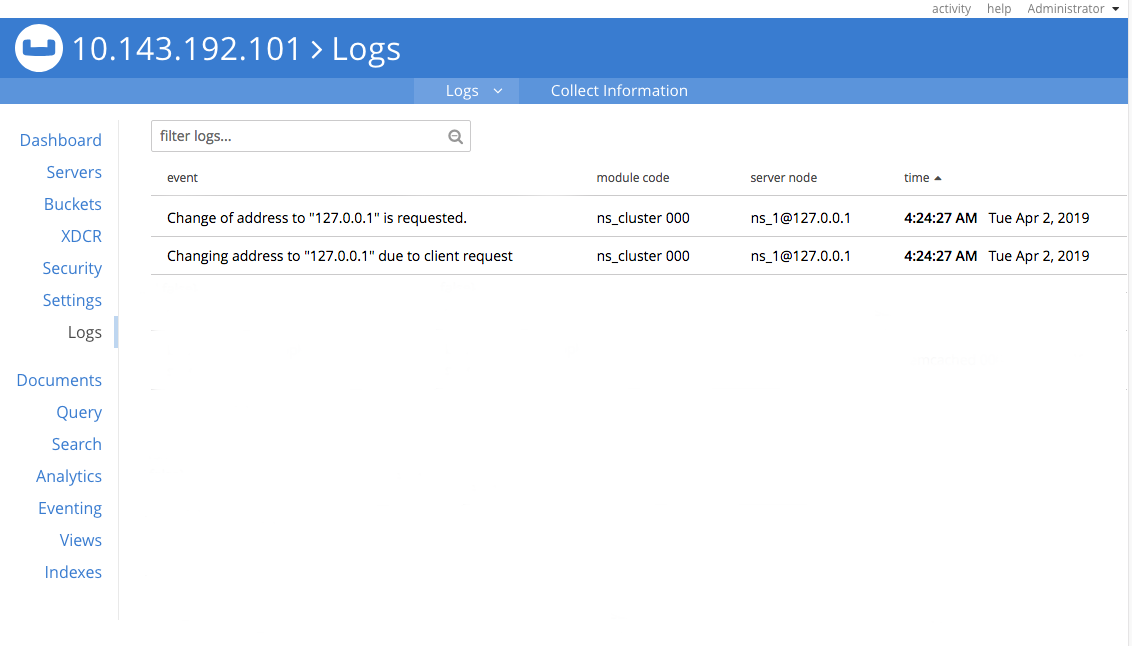 activity help Administrator
10.143.192.101 > Logs
Logs Collect Information
filter logs...
Dashboard
Servers
Buckets
XDCR
Security
Settings
Logs
Documents
Query
Search
Analytics
Eventing
Views
Indexes
event module code server node time
Change of address to "127.0.0.1" is requested. ns_cluster 000 ns_1@127.0.0.1 4:24:27 AM Tue Apr 2, 2019
Changing address to "127.0.0.1" due to client request ns_cluster 000 ns_1@127.0.0.1 4:24:27 AM Tue Apr 2, 2019